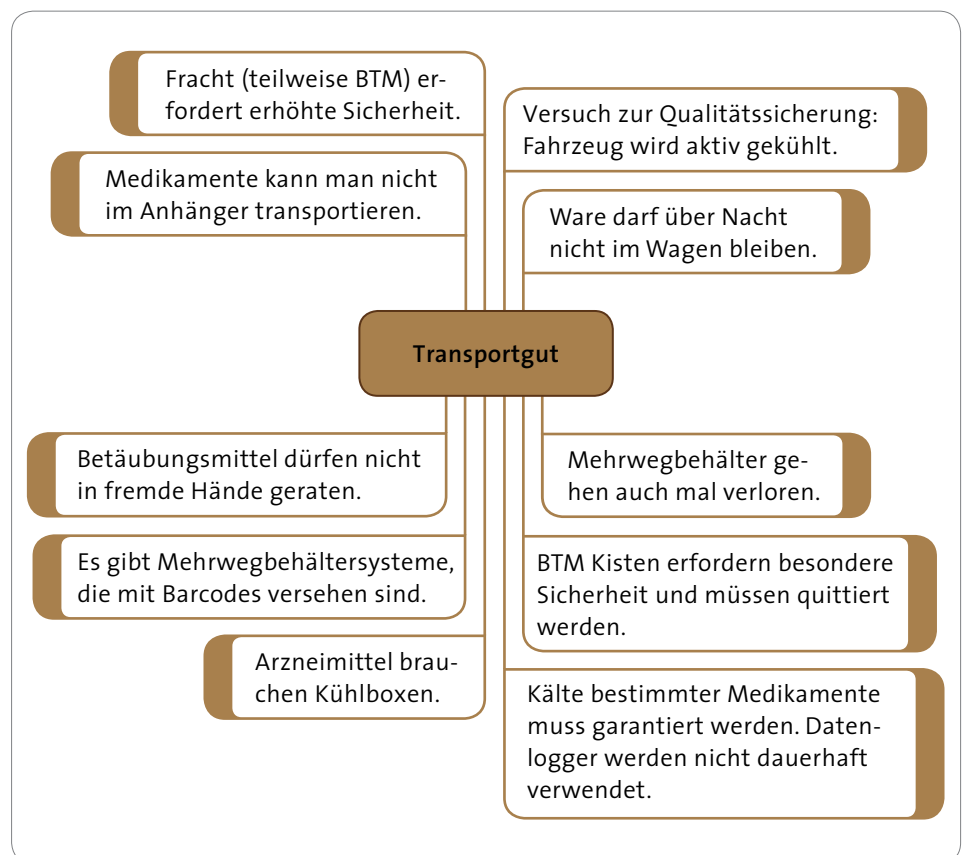 Fracht (teilweise BTM) er-
fordert erhöhte Sicherheit.
Versuch zur Qualitätssicherung:
Fahrzeug wird aktiv gekühlt.
Medikamente kann man nicht
im Anhänger transportieren.
Ware darf über Nacht
nicht im Wagen bleiben.
Transportgut
Betäubungsmittel dürfen nicht
in fremde Hände geraten.
Mehrwegbehälter ge-
hen auch mal verloren.
Es gibt Mehrwegbehältersysteme,
die mit Barcodes versehen sind.
BTM Kisten erfordern besondere
Sicherheit und müssen quittiert
werden.
Arzneimittel brau-
chen Kühlboxen.
Kälte bestimmter Medikamente
muss garantiert werden. Daten-
logger werden nicht dauerhaft
verwendet.